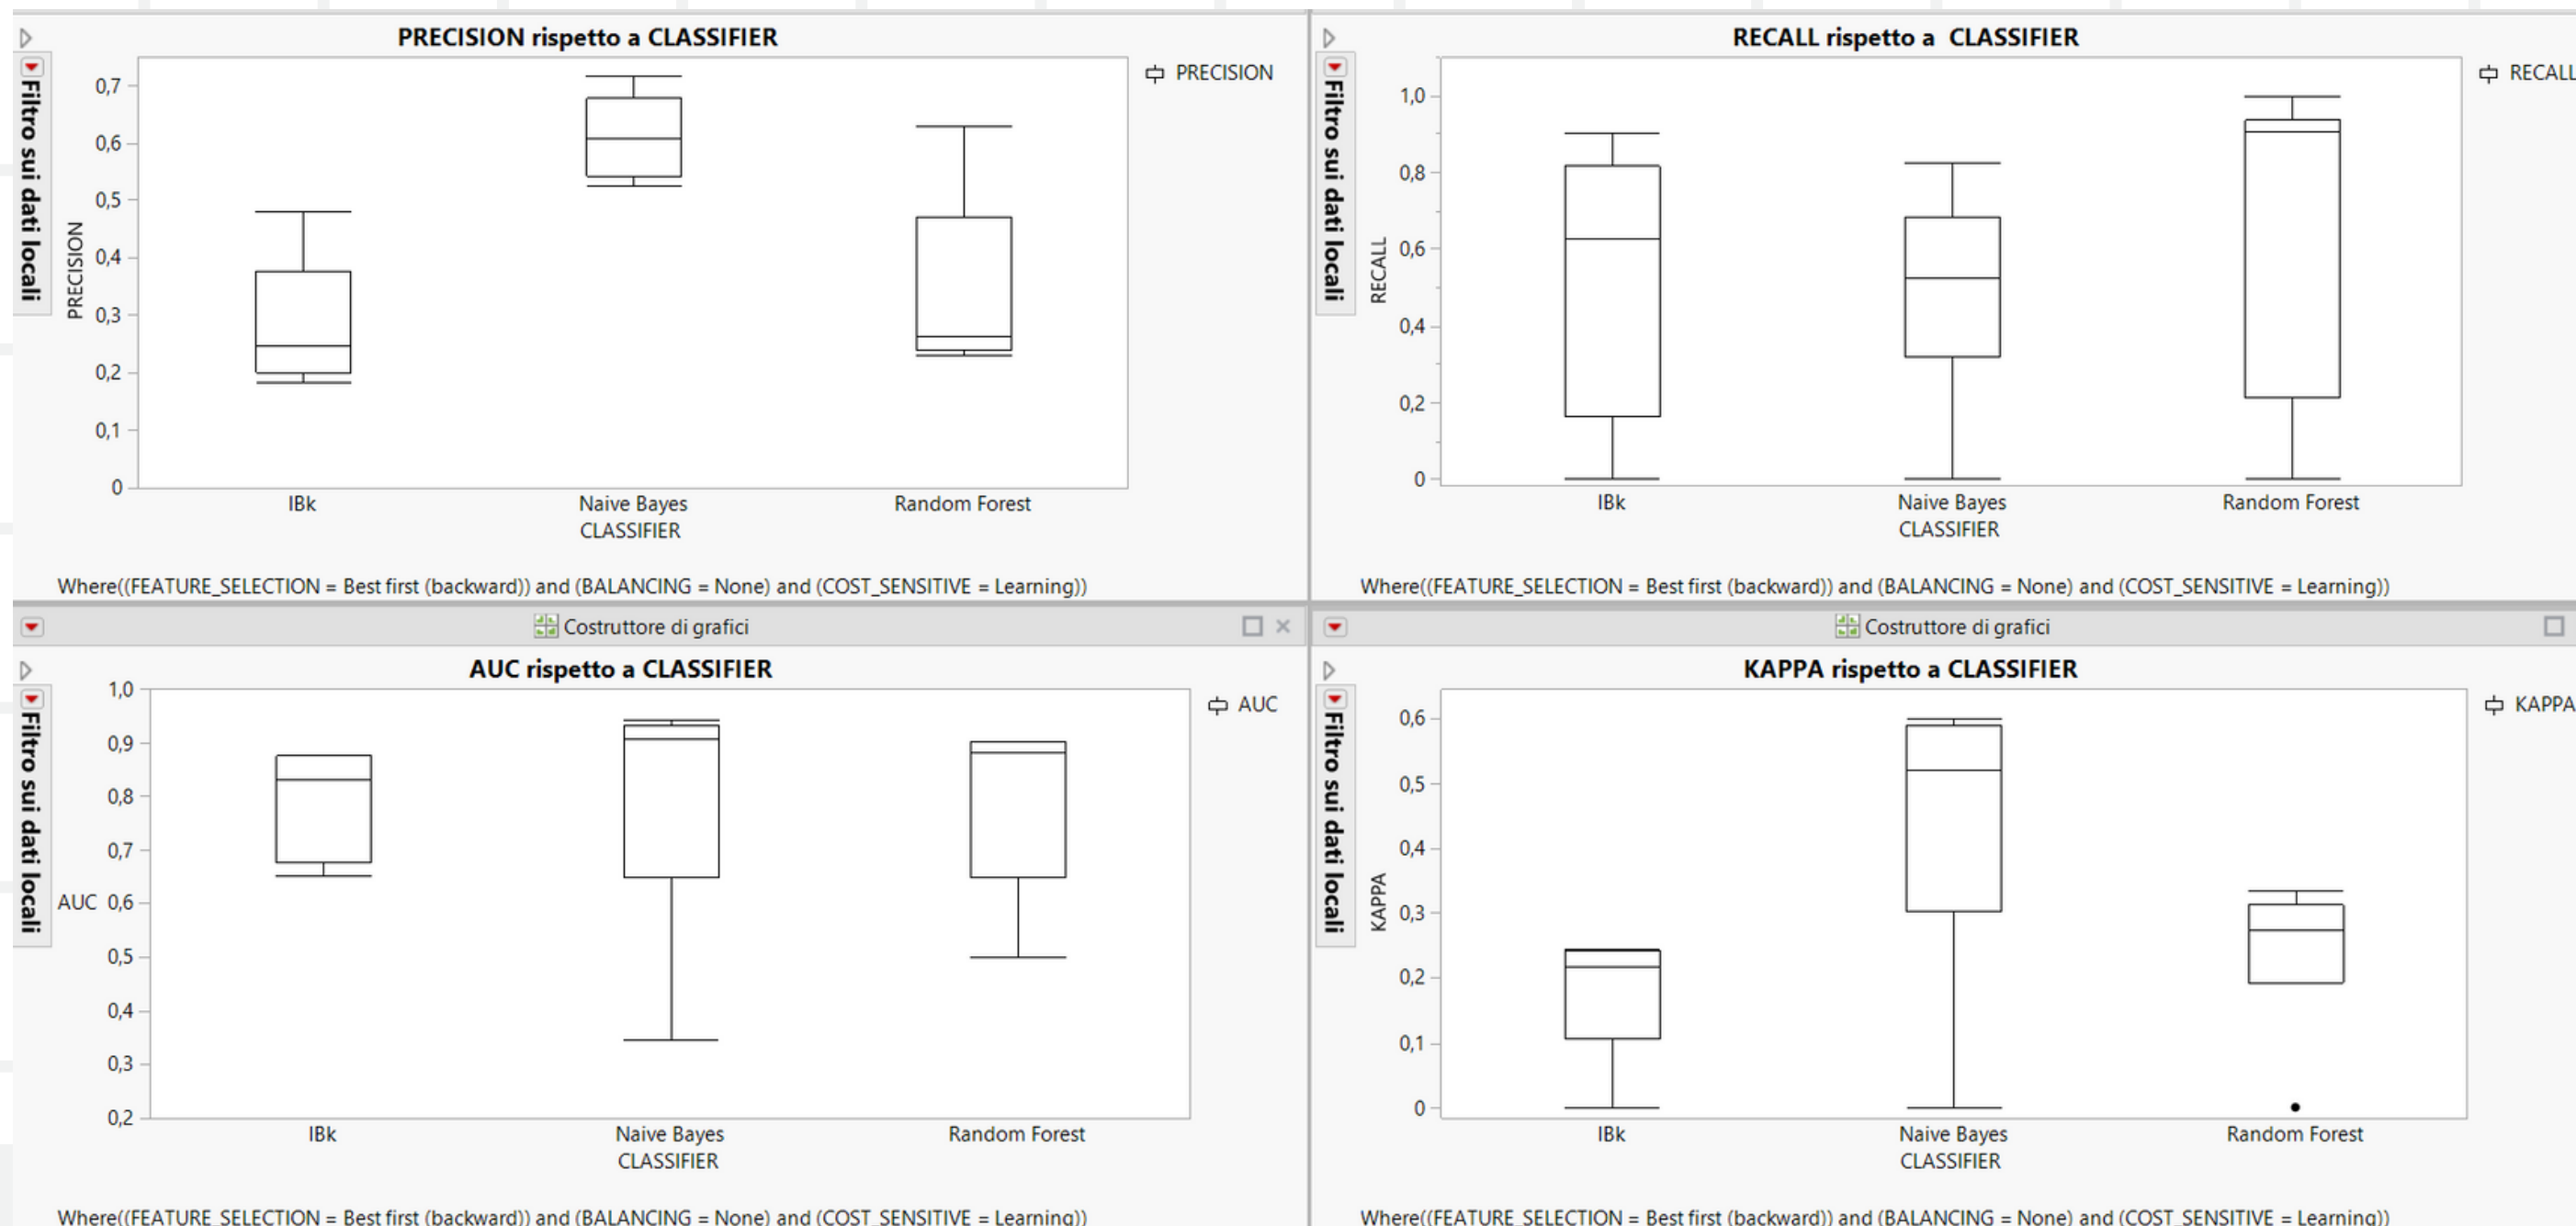 PRECISION rispetto a CLASSIFIER
Filtro sui dati locali
PRECISION
0,7
0,6
0,5
0,4
0,3
0,2
0,1
0
IBk
Naive Bayes
Random Forest
CLASSIFIER
PRECISION
Where((FEATURE_SELECTION = Best first (backward)) and (BALANCING = None) and (COST_SENSITIVE = Learning))
RECALL rispetto a CLASSIFIER
Filtro sui dati locali
RECALL
1,0
0,8
0,6
0,4
0,2
0
IBk
Naive Bayes
Random Forest
CLASSIFIER
RECALL
Where((FEATURE_SELECTION = Best first (backward)) and (BALANCING = None) and (COST_SENSITIVE = Learning))
Costruttore di grafici
AUC rispetto a CLASSIFIER
Filtro sui dati locali
AUC
1,0
0,9
0,8
0,7
0,6
0,5
0,4
0,3
0,2
IBk
Naive Bayes
Random Forest
CLASSIFIER
AUC
Where((FEATURE_SELECTION = Best first (backward)) and (BALANCING = None) and (COST_SENSITIVE = Learning))
Costruttore di grafici
KAPPA rispetto a CLASSIFIER
Filtro sui dati locali
KAPPA
0,6
0,5
0,4
0,3
0,2
0,1
0
IBk
Naive Bayes
Random Forest
CLASSIFIER
KAPPA
Where((FEATURE_SELECTION = Best first (backward)) and (BALANCING = None) and (COST_SENSITIVE = Learning))